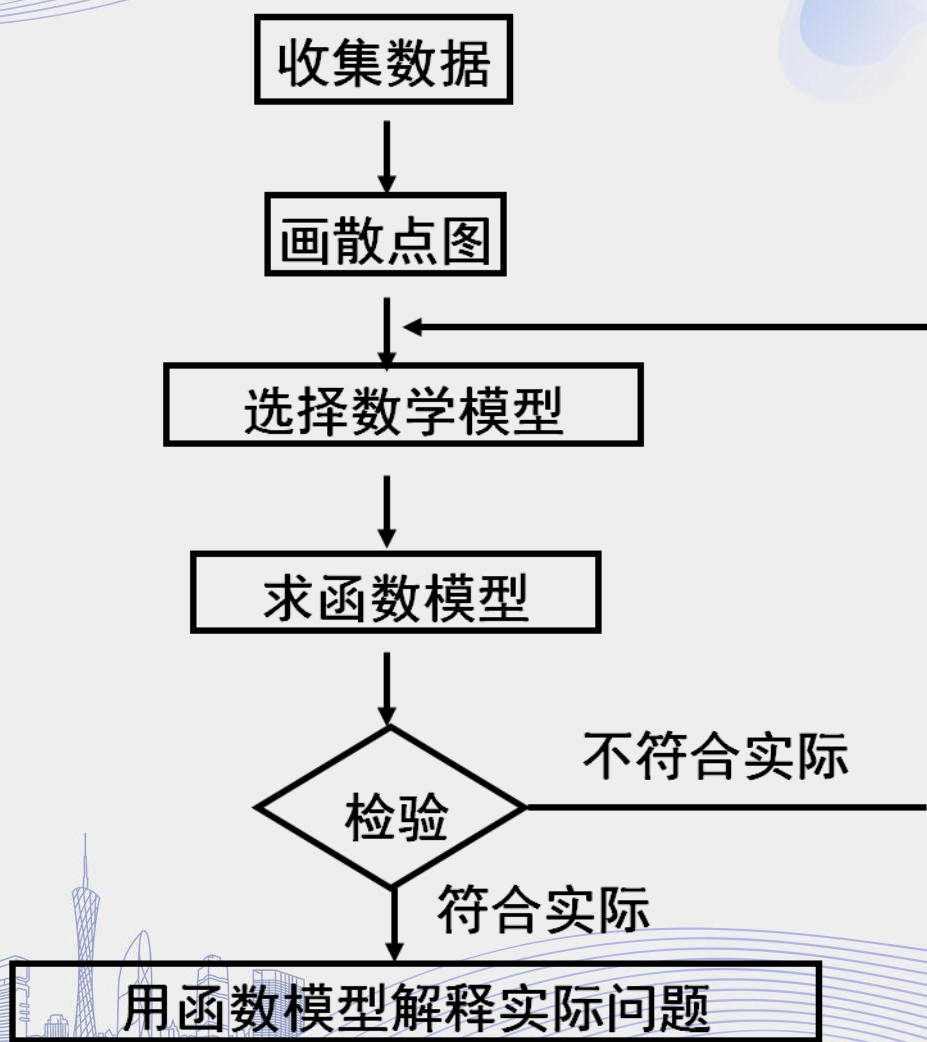 收集数据
画散点图
选择数学模型
求函数模型
不符合实际
检验
符合实际
用函数模型解释实际问题